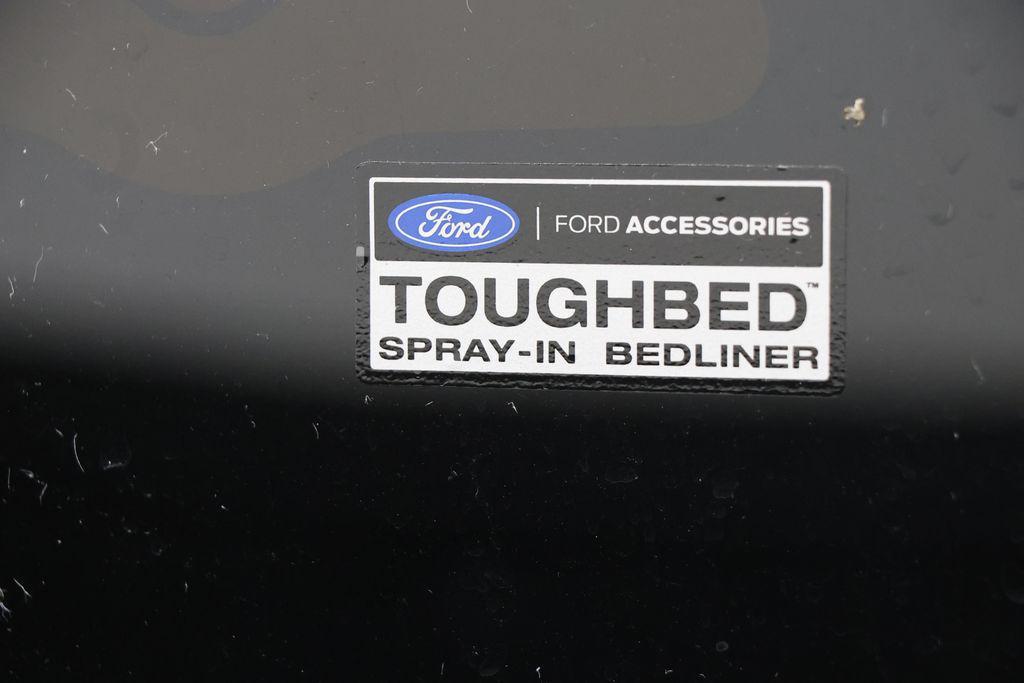 Ford | FORD ACCESSORIES
TOUGHBED™
SPRAY-IN BEDLINER